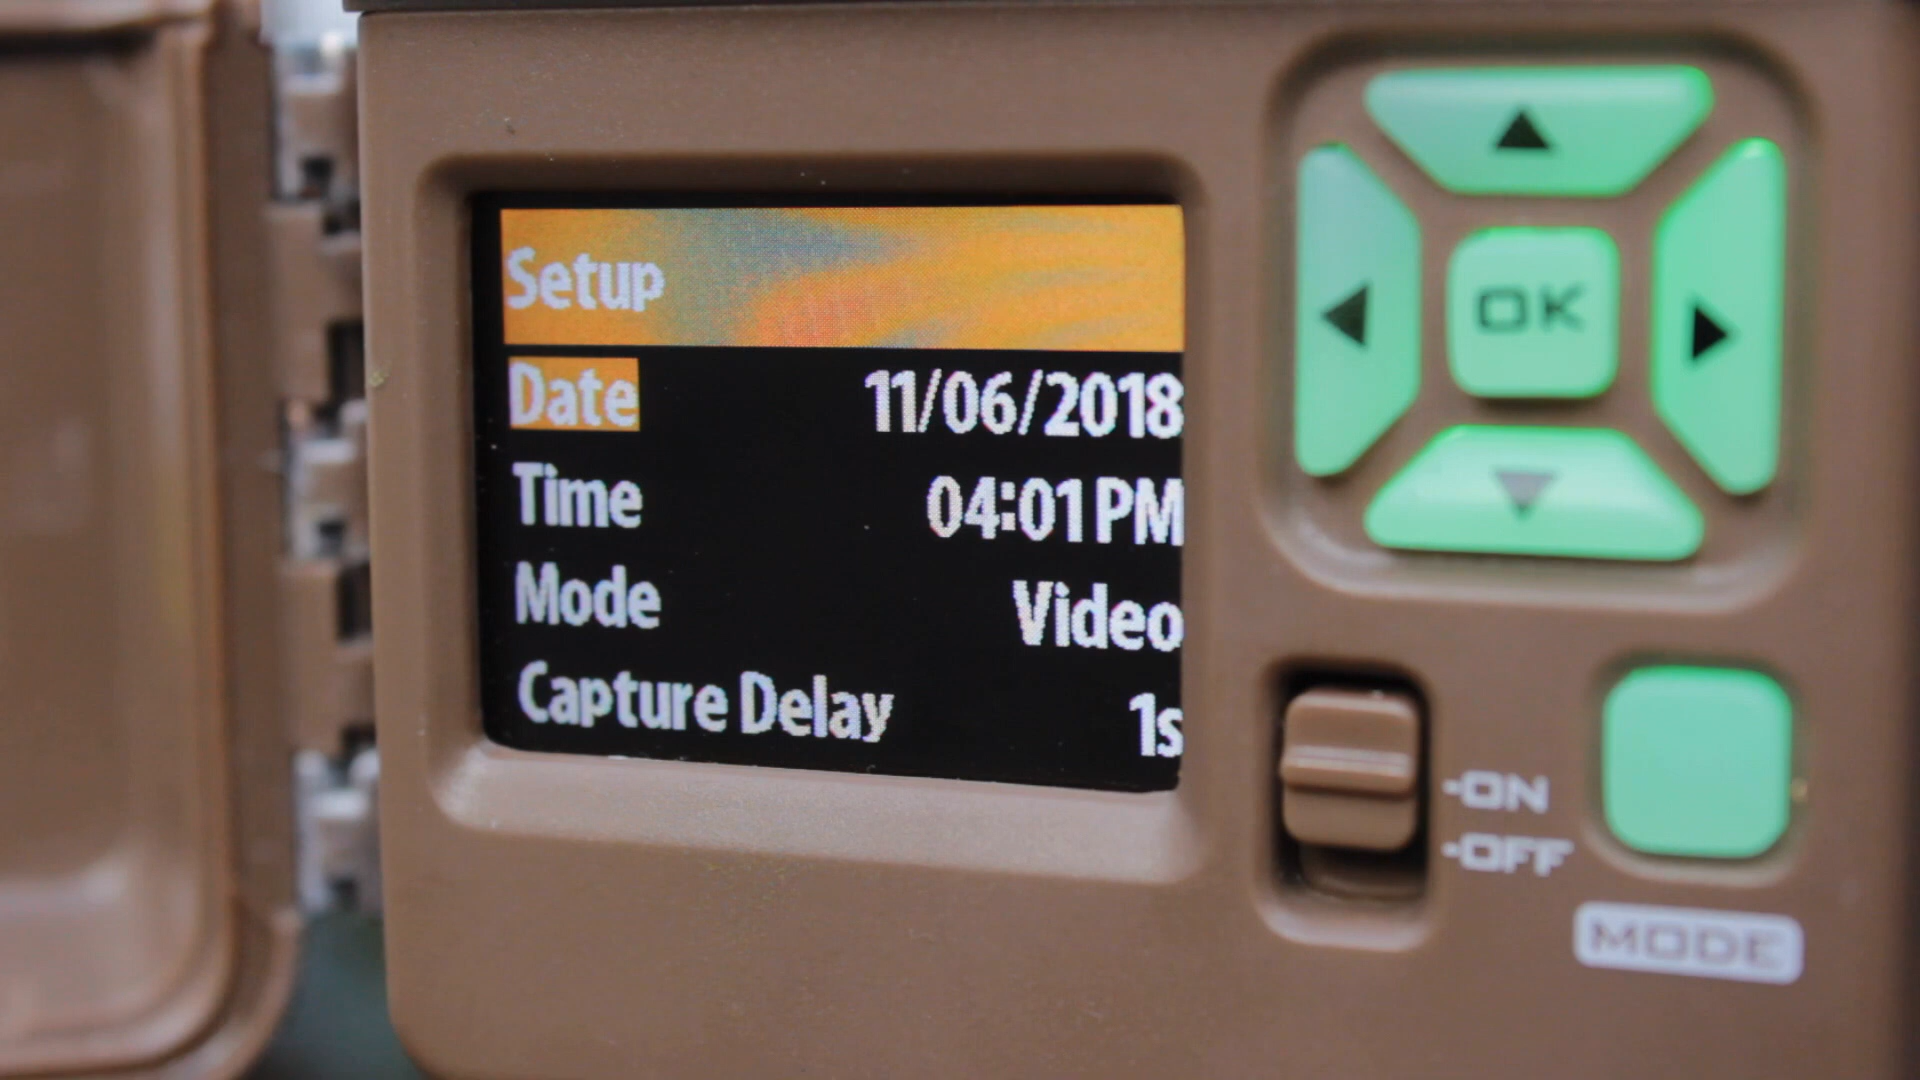 Setup
Date 11/06/2018
Time 04:01 PM
Mode Video
Capture Delay 1s
OK
-ON
-OFF
MODE